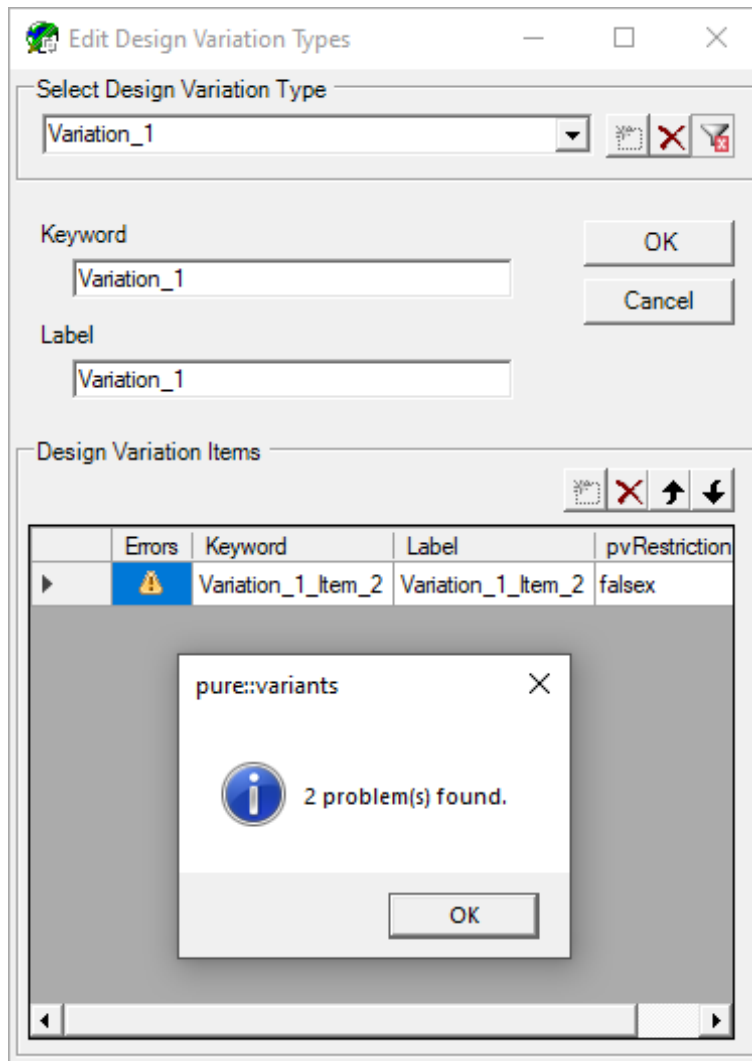 Edit Design Variation Types
Select Design Variation Type
Variation_1
Keyword
OK
Variation_1
Cancel
Label
Variation_1
Design Variation Items
Errors Keyword Label pvRestriction
Variation_1_Item_2 Variation_1_Item_2 falsex
pure::variants
2 problem(s) found.
OK